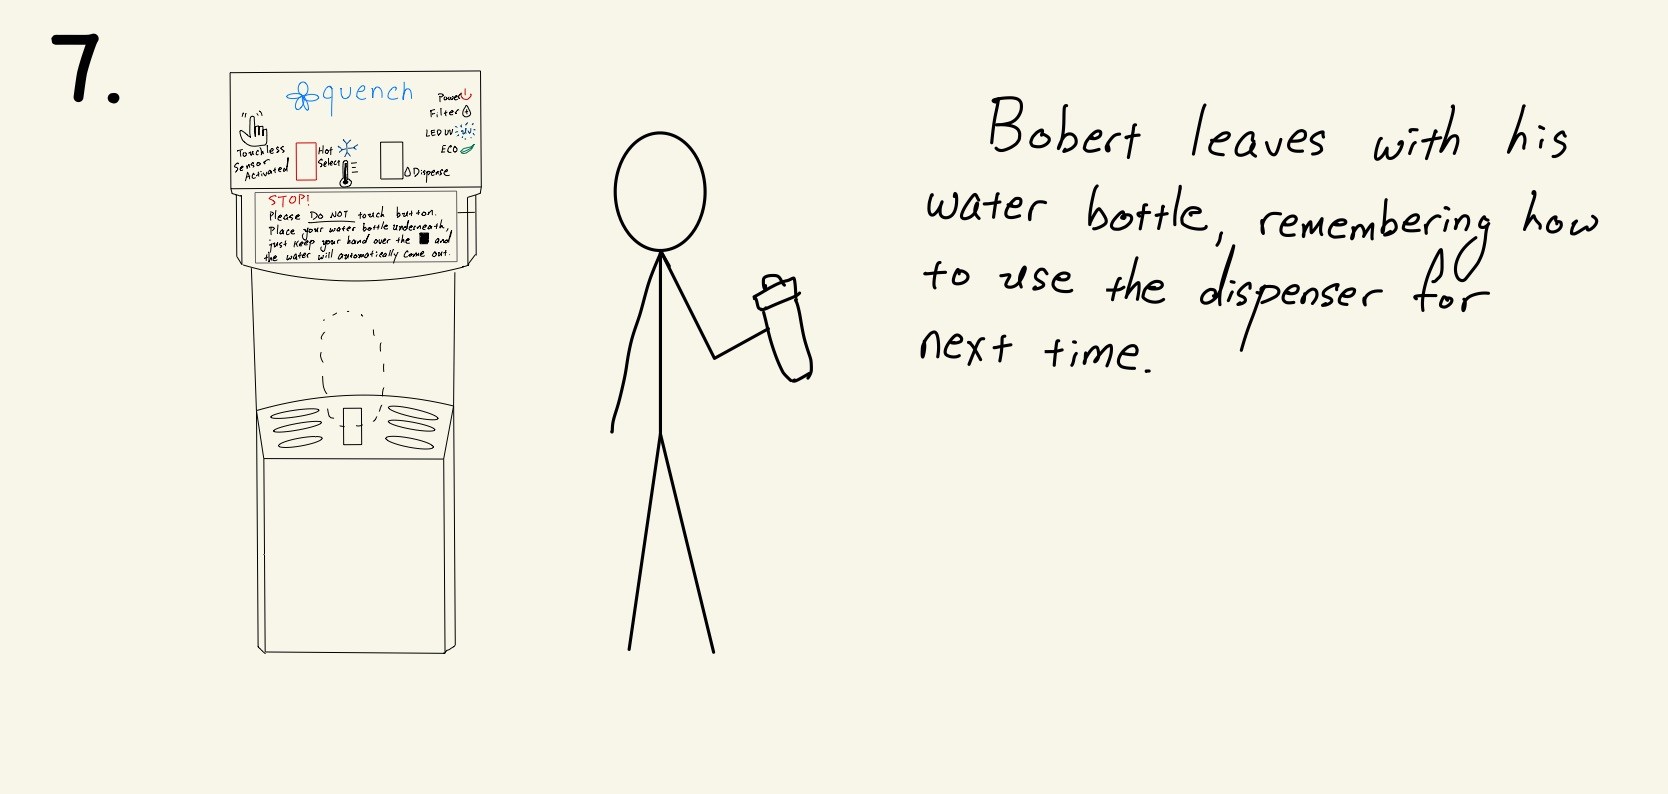 7.
quench
Power
Filter
LED UV UV
ECO
Touchless
Sensor
Activated
Hot
Select
Dispense
STOP!
Please Do NOT touch button.
Place your water bottle underneath,
just keep your hand over the and
the water will automatically come out.
Bobert leaves with his
water bottle, remembering how
to use the dispenser for
next time.